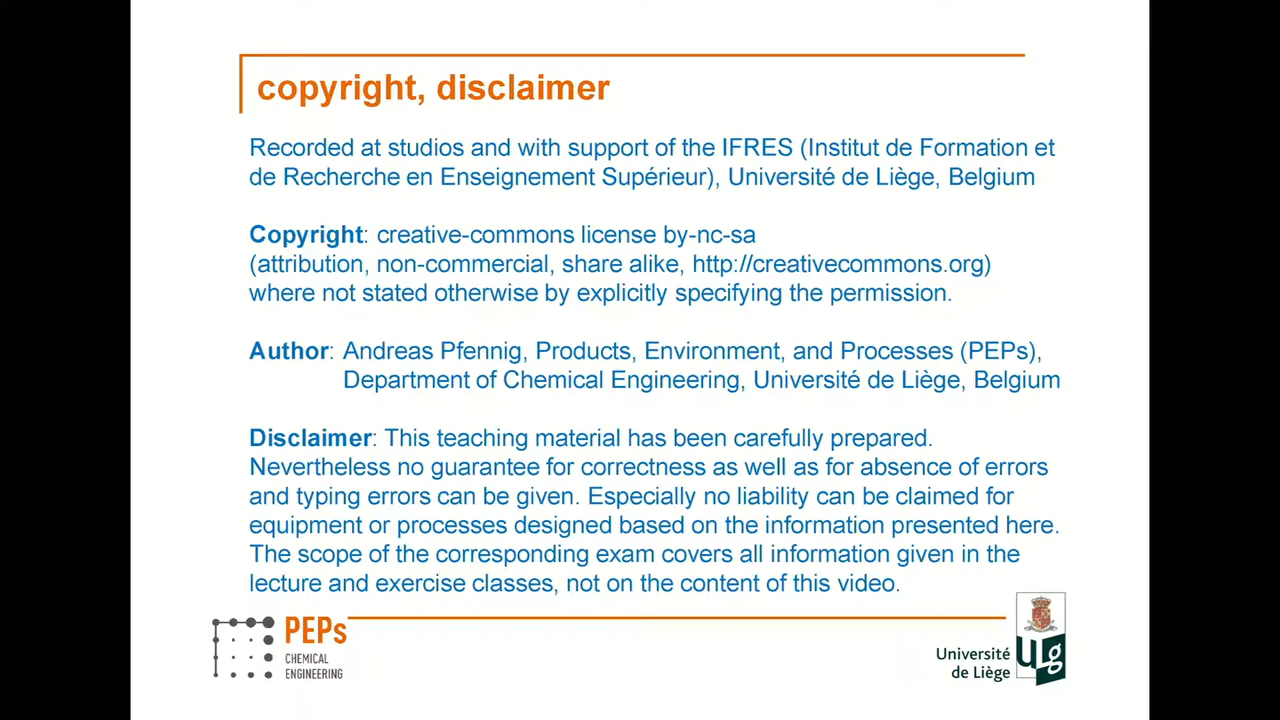 copyright, disclaimer
Recorded at studios and with support of the IFRES (Institut de Formation et
de Recherche en Enseignement Supérieur), Université de Liège, Belgium
Copyright: creative-commons license by-nc-sa
(attribution, non-commercial, share alike, http://creativecommons.org)
where not stated otherwise by explicitly specifying the permission.
Author: Andreas Pfennig, Products, Environment, and Processes (PEPs),
Department of Chemical Engineering, Université de Liège, Belgium
Disclaimer: This teaching material has been carefully prepared.
Nevertheless no guarantee for correctness as well as for absence of errors
and typing errors can be given. Especially no liability can be claimed for
equipment or processes designed based on the information presented here.
The scope of the corresponding exam covers all information given in the
lecture and exercise classes, not on the content of this video.
PEPs
CHEMICAL
ENGINEERING
Université
de Liège
ULg